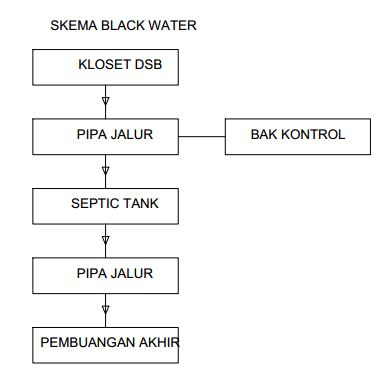 SKEMA BLACK WATER
KLOSET DSB
PIPA JALUR
BAK KONTROL
SEPTIC TANK
PIPA JALUR
PEMBUANGAN AKHIR